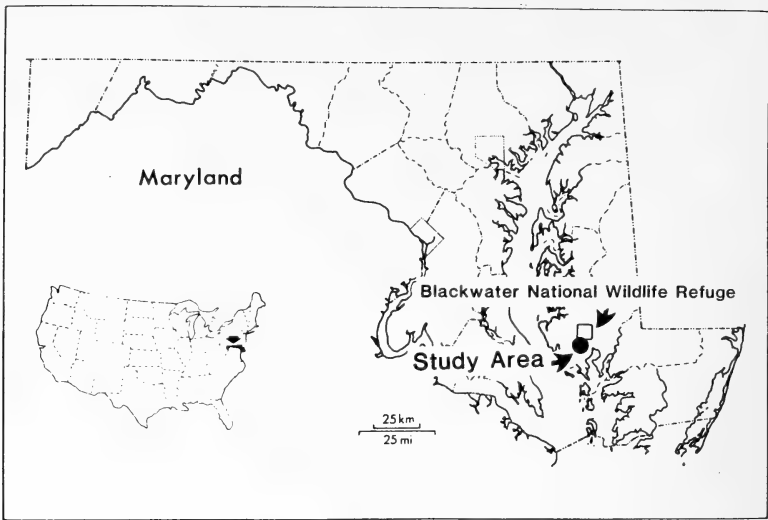 Maryland
Blackwater National Wildlife Refuge
Study Area
25 km
25 mi